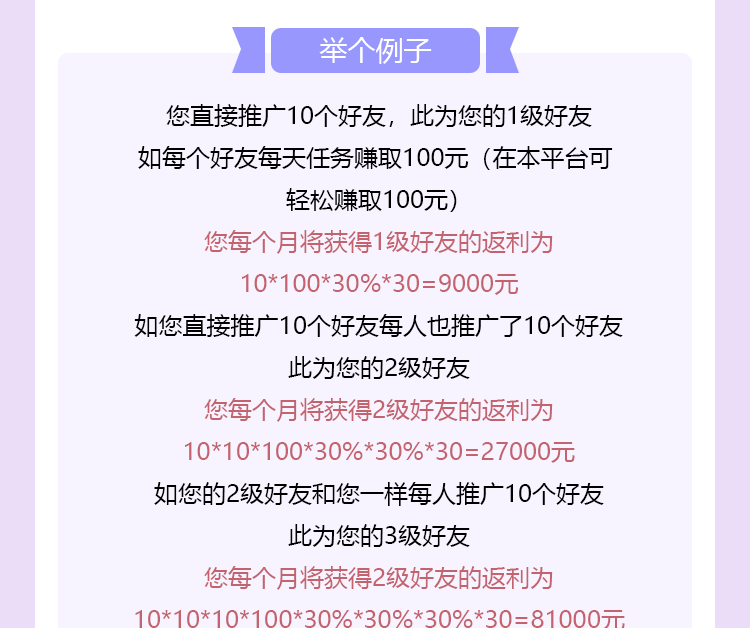 举个例子
您直接推广10个好友，此为您的1级好友
如每个好友每天任务赚取100元（在本平台可
轻松赚取100元）
您每个月将获得1级好友的返利为
10*100*30%*30=9000元
如您直接推广10个好友每人也推广了10个好友
此为您的2级好友
您每个月将获得2级好友的返利为
10*10*100*30%*30%*30=27000元
如您的2级好友和您一样每人推广10个好友
此为您的3级好友
您每个月将获得2级好友的返利为
10*10*10*100*30%*30%*30%*30=81000元